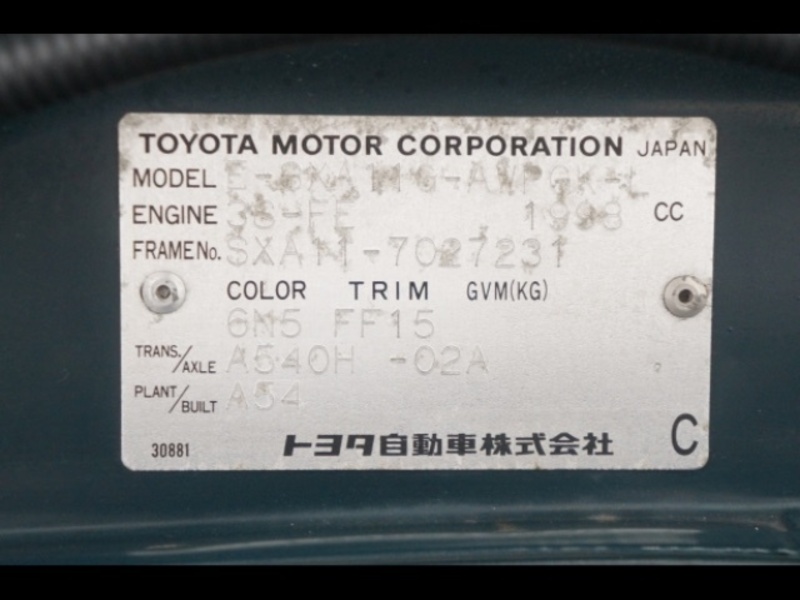 TOYOTA MOTOR CORPORATION JAPAN
MODEL E-SXA11G-AWPGK-L
ENGINE 3S-FE 1998 CC
FRAME No. SXA11-7027231
COLOR TRIM GVM(KG)
6N5 FF15
TRANS./AXLE A540H -02A
PLANT/BUILT A54
30881 トヨタ自動車株式会社 C